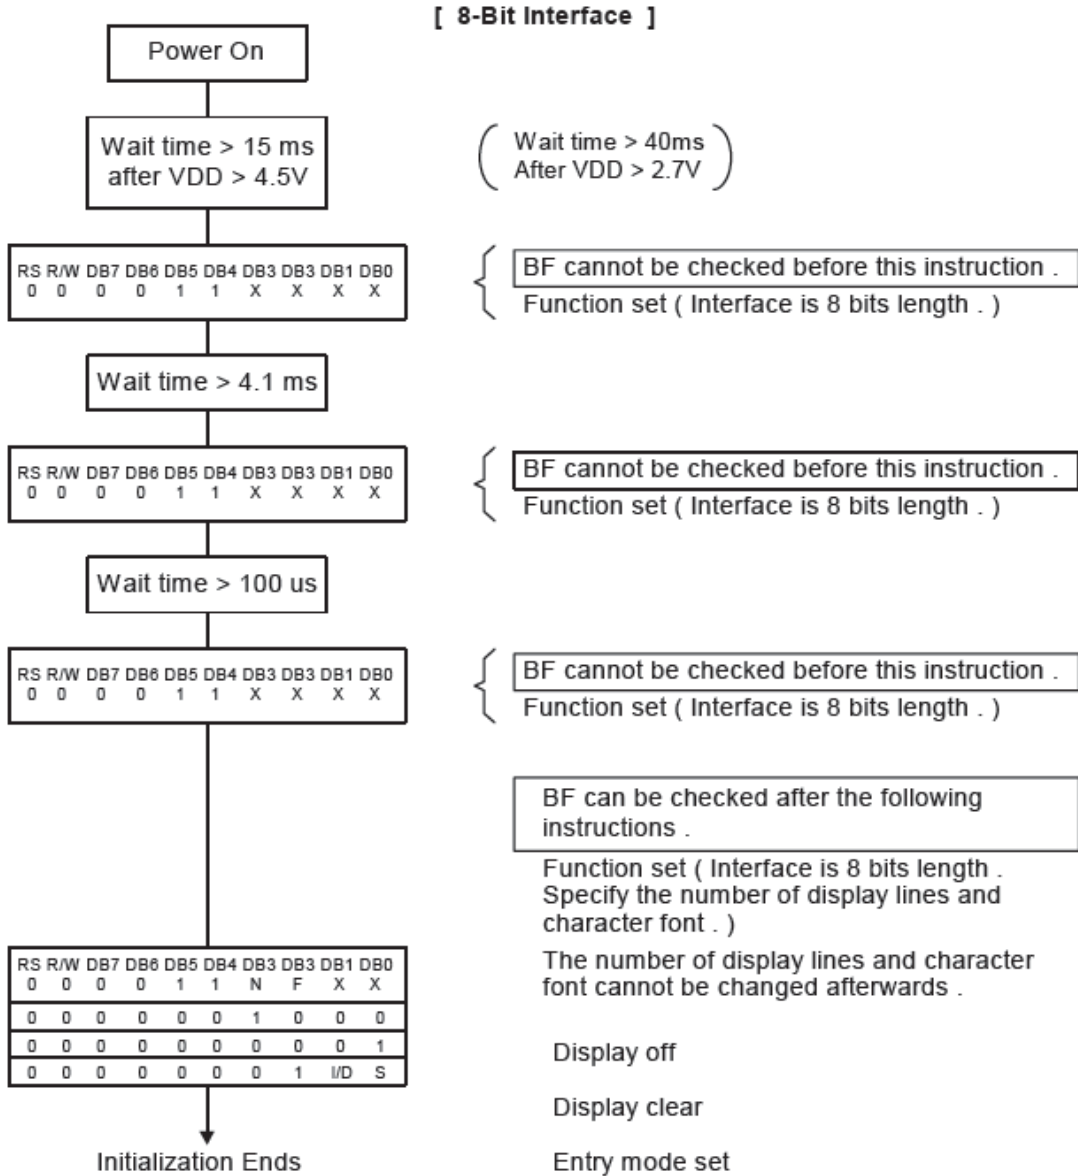 [ 8-Bit Interface ]
Power On
Wait time > 15 ms
after VDD > 4.5V
Wait time > 40ms
After VDD > 2.7V
RS R/W DB7 DB6 DB5 DB4 DB3 DB3 DB1 DB0
0 0 0 0 1 1 X X X X
BF cannot be checked before this instruction .
Function set ( Interface is 8 bits length . )
Wait time > 4.1 ms
RS R/W DB7 DB6 DB5 DB4 DB3 DB3 DB1 DB0
0 0 0 0 1 1 X X X X
BF cannot be checked before this instruction .
Function set ( Interface is 8 bits length . )
Wait time > 100 us
RS R/W DB7 DB6 DB5 DB4 DB3 DB3 DB1 DB0
0 0 0 0 1 1 X X X X
BF cannot be checked before this instruction .
Function set ( Interface is 8 bits length . )
BF can be checked after the following
instructions .
Function set ( Interface is 8 bits length .
Specify the number of display lines and
character font . )
The number of display lines and character
font cannot be changed afterwards .
RS R/W DB7 DB6 DB5 DB4 DB3 DB3 DB1 DB0
0 0 0 0 1 1 N F X X
0 0 0 0 0 0 1 0 0 0
0 0 0 0 0 0 0 0 0 1
0 0 0 0 0 0 0 1 I/D S
Display off
Display clear
Initialization Ends
Entry mode set